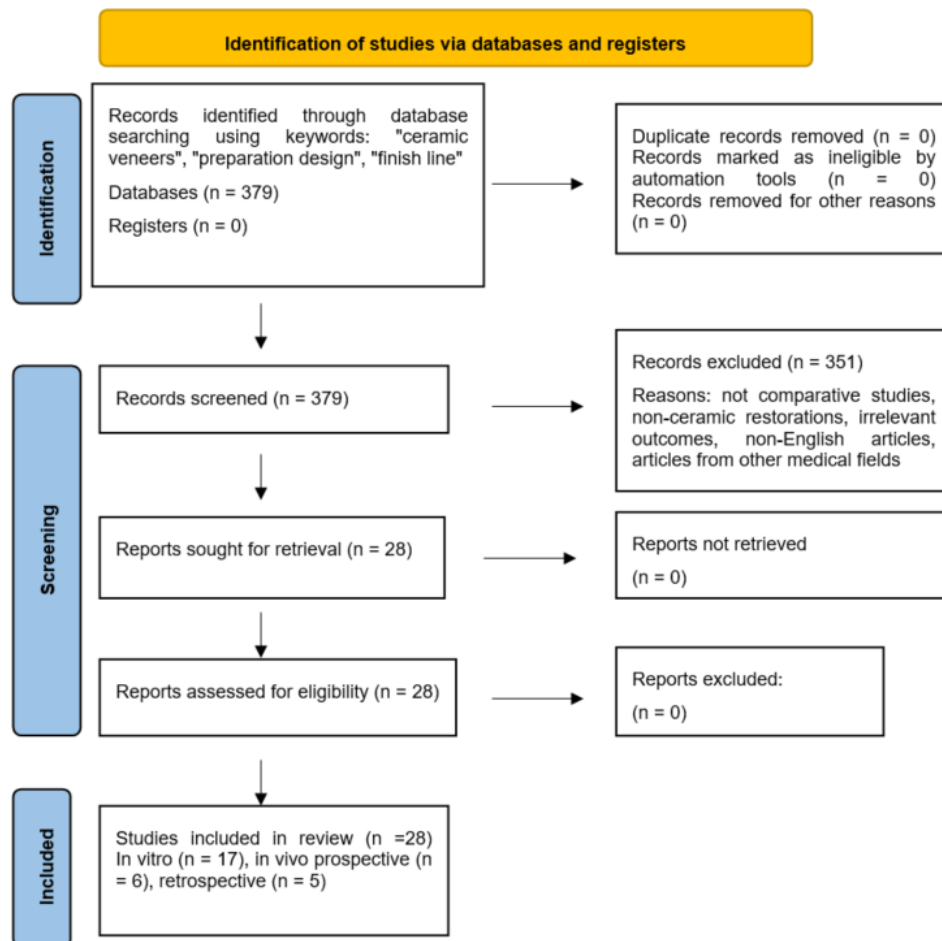 Identification of studies via databases and registers
Identification
Records identified through database
searching using keywords: "ceramic
veneers", "preparation design", "finish line"
Databases (n = 379)
Registers (n = 0)
Duplicate records removed (n = 0)
Records marked as ineligible by
automation tools (n = 0)
Records removed for other reasons
(n = 0)
Screening
Records screened (n = 379)
Records excluded (n = 351)
Reasons: not comparative studies,
non-ceramic restorations, irrelevant
outcomes, non-English articles,
articles from other medical fields
Reports sought for retrieval (n = 28)
Reports not retrieved
(n = 0)
Reports assessed for eligibility (n = 28)
Reports excluded:
(n = 0)
Included
Studies included in review (n =28)
In vitro (n = 17), in vivo prospective (n
= 6), retrospective (n = 5)